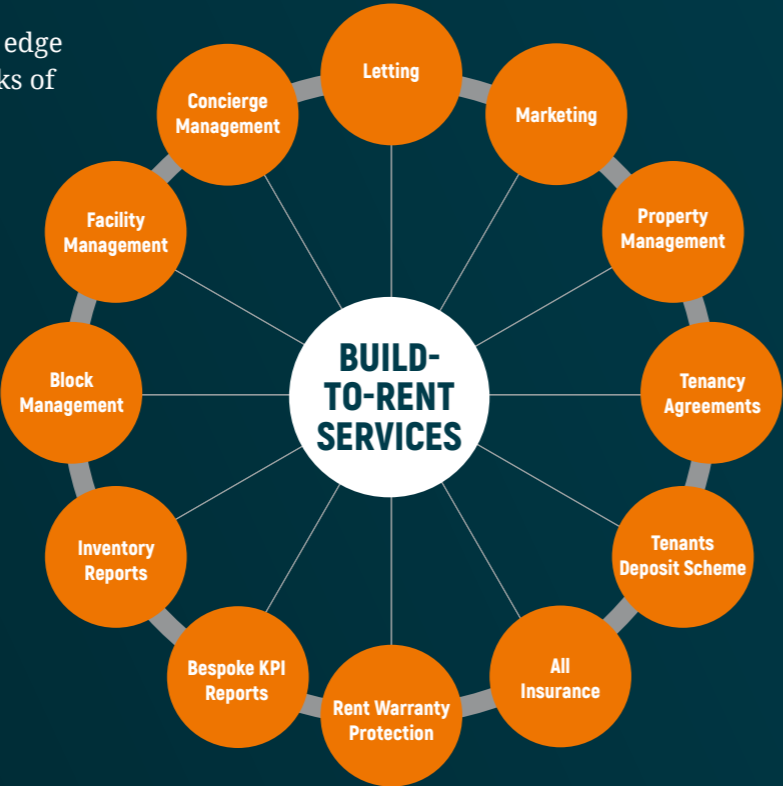 edge
ks of
Letting
Concierge
Management
Marketing
Facility
Management
Property
Management
BUILD-
TO-RENT
SERVICES
Block
Management
Tenancy
Agreements
Inventory
Reports
Tenants
Deposit Scheme
Bespoke KPI
Reports
All
Insurance
Rent Warranty
Protection